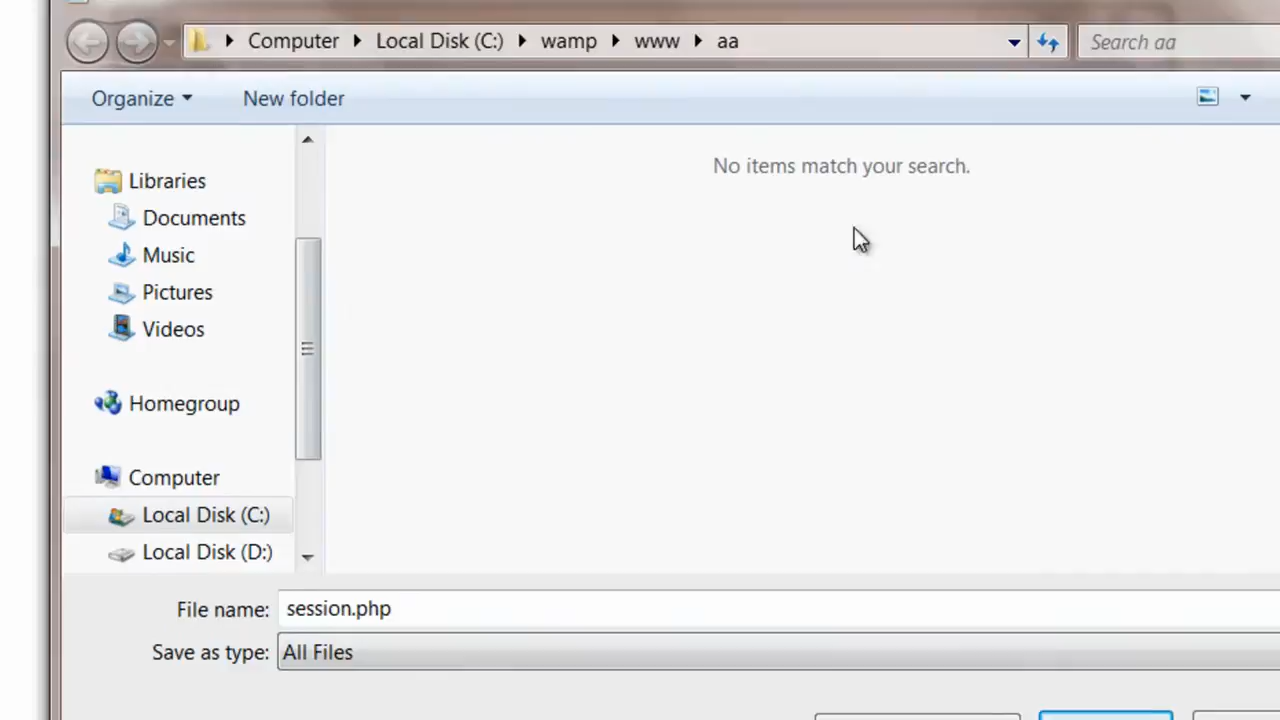 Computer Local Disk (C:) wamp www aa Search aa
Organize New folder
No items match your search.
Libraries
Documents
Music
Pictures
Videos
Homegroup
Computer
Local Disk (C:)
Local Disk (D:)
File name: session.php
Save as type: All Files